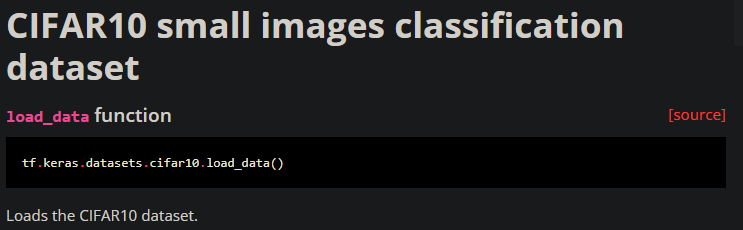 CIFAR10 small images classification
dataset
load_data function [source]
tf.keras.datasets.cifar10.load_data()
Loads the CIFAR10 dataset.